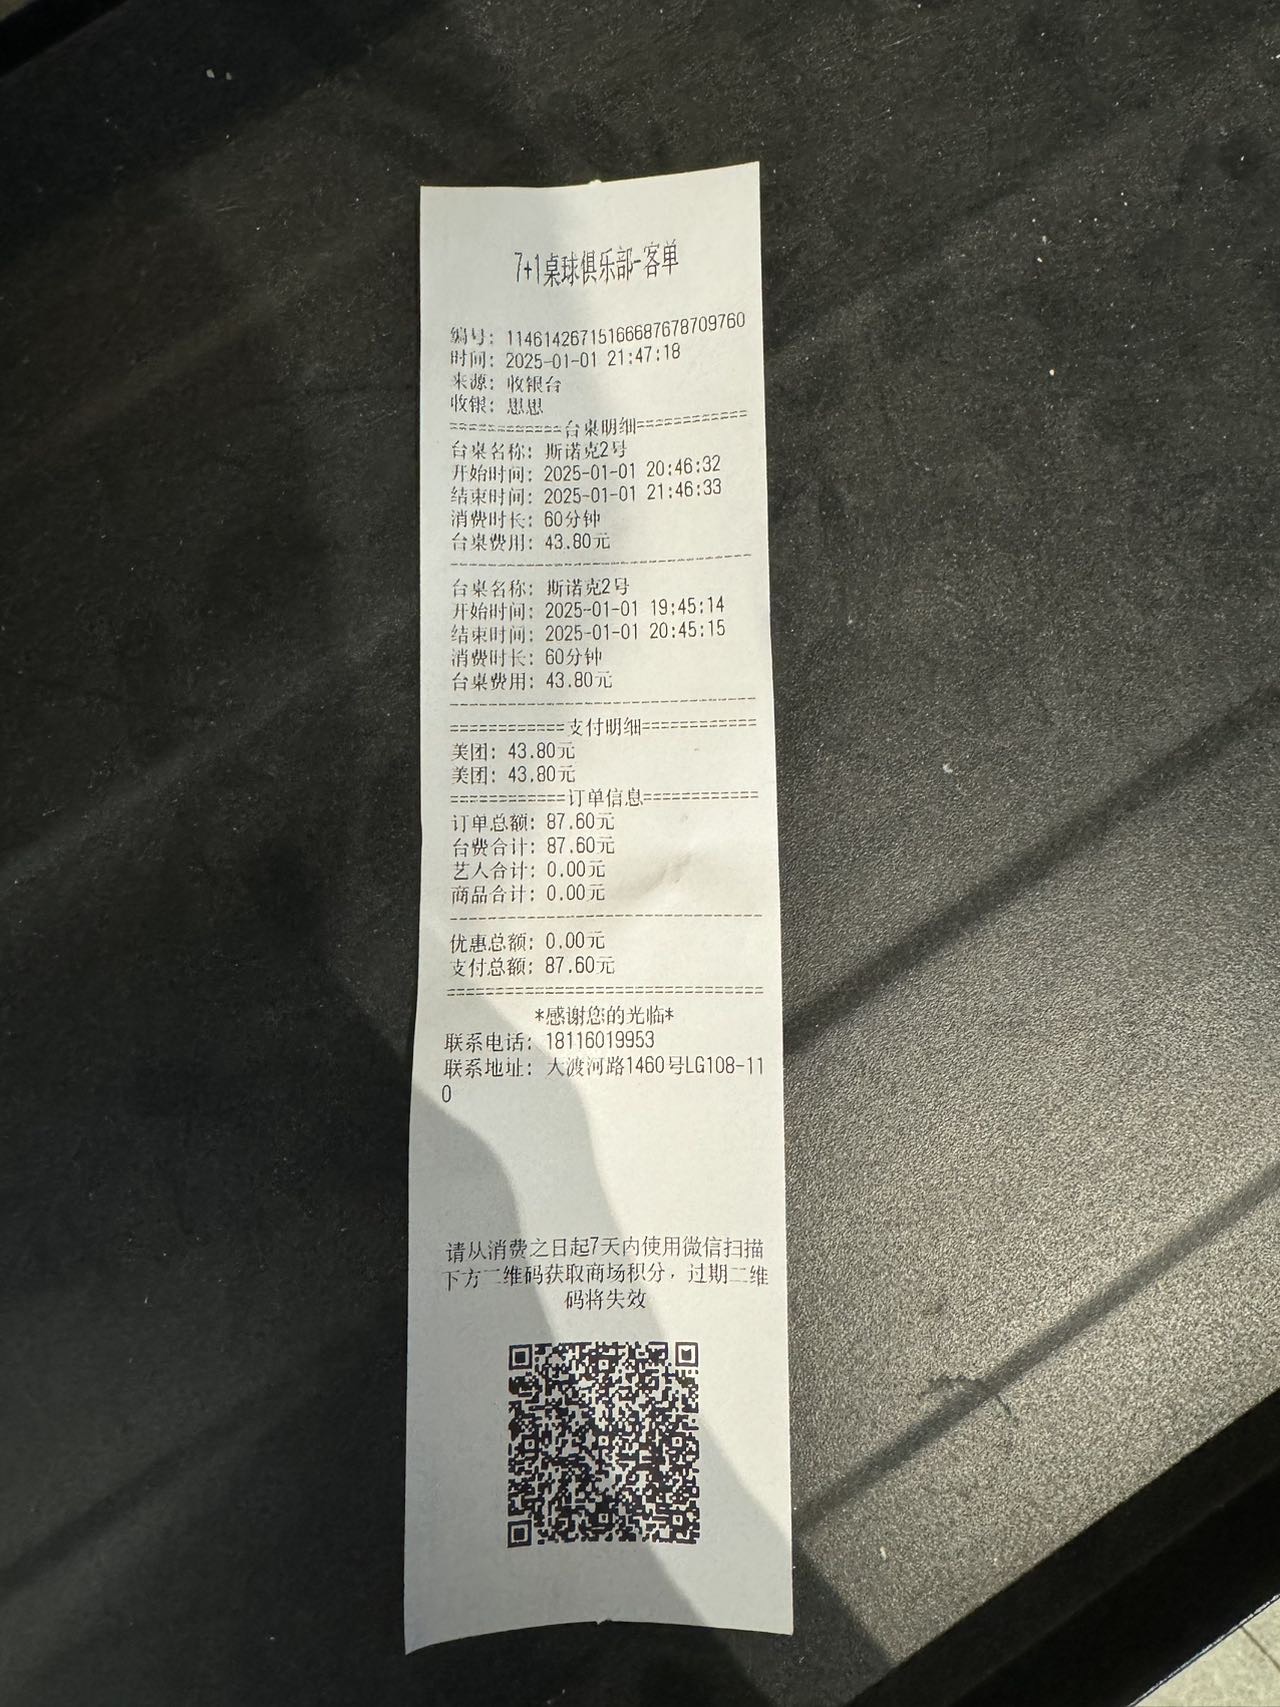 7+1桌球俱乐部-客单
编号: 11461426715166687678709760
时间: 2025-01-01 21:47:18
来源: 收银台
收银: 思思
============台桌明细============
台桌名称: 斯诺克2号
开始时间: 2025-01-01 20:46:32
结束时间: 2025-01-01 21:46:33
消费时长: 60分钟
台桌费用: 43.80元
--------------------------------
台桌名称: 斯诺克2号
开始时间: 2025-01-01 19:45:14
结束时间: 2025-01-01 20:45:15
消费时长: 60分钟
台桌费用: 43.80元
--------------------------------
============支付明细============
美团: 43.80元
美团: 43.80元
============订单信息============
订单总额: 87.60元
台费合计: 87.60元
艺人合计: 0.00元
商品合计: 0.00元
--------------------------------
优惠总额: 0.00元
支付总额: 87.60元
================================
*感谢您的光临*
联系电话: 18116019953
联系地址: 大渡河路1460号LG108-11
0
请从消费之日起7天内使用微信扫描
下方二维码获取商场积分，过期二维
码将失效